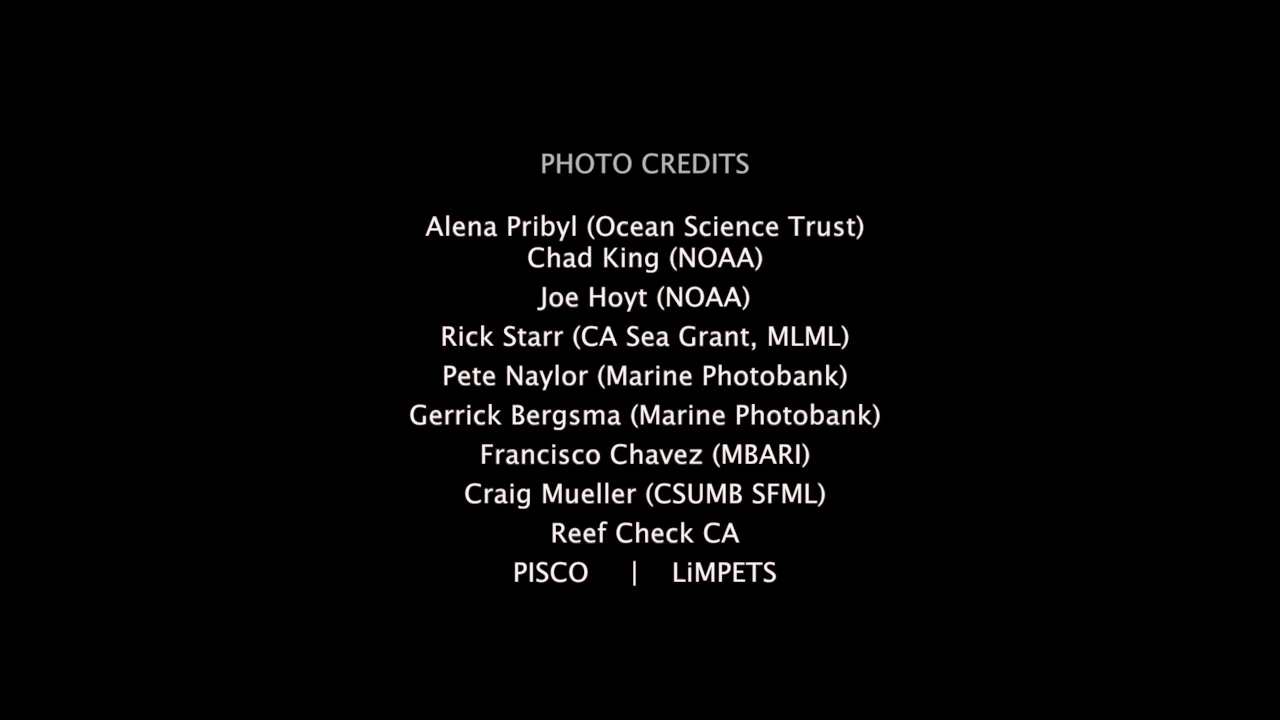 PHOTO CREDITS
Alena Pribyl (Ocean Science Trust)
Chad King (NOAA)
Joe Hoyt (NOAA)
Rick Starr (CA Sea Grant, MLML)
Pete Naylor (Marine Photobank)
Gerrick Bergsma (Marine Photobank)
Francisco Chavez (MBARI)
Craig Mueller (CSUMB SFML)
Reef Check CA
PISCO | LiMPETS